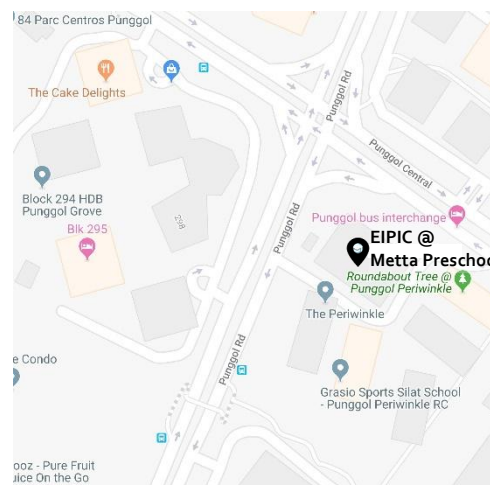 84 Parc Centros Punggol
The Cake Delights
Punggol Rd
Punggol Central
Block 294 HDB
Punggol Grove
Blk 295
298
Punggol Rd
Punggol bus interchange
EIPIC @
Metta Preschoo
Roundabout Tree @
Punggol Periwinkle
The Periwinkle
Punggol Rd
e Condo
Grasio Sports Silat School
- Punggol Periwinkle RC
ooz - Pure Fruit
uice On the Go